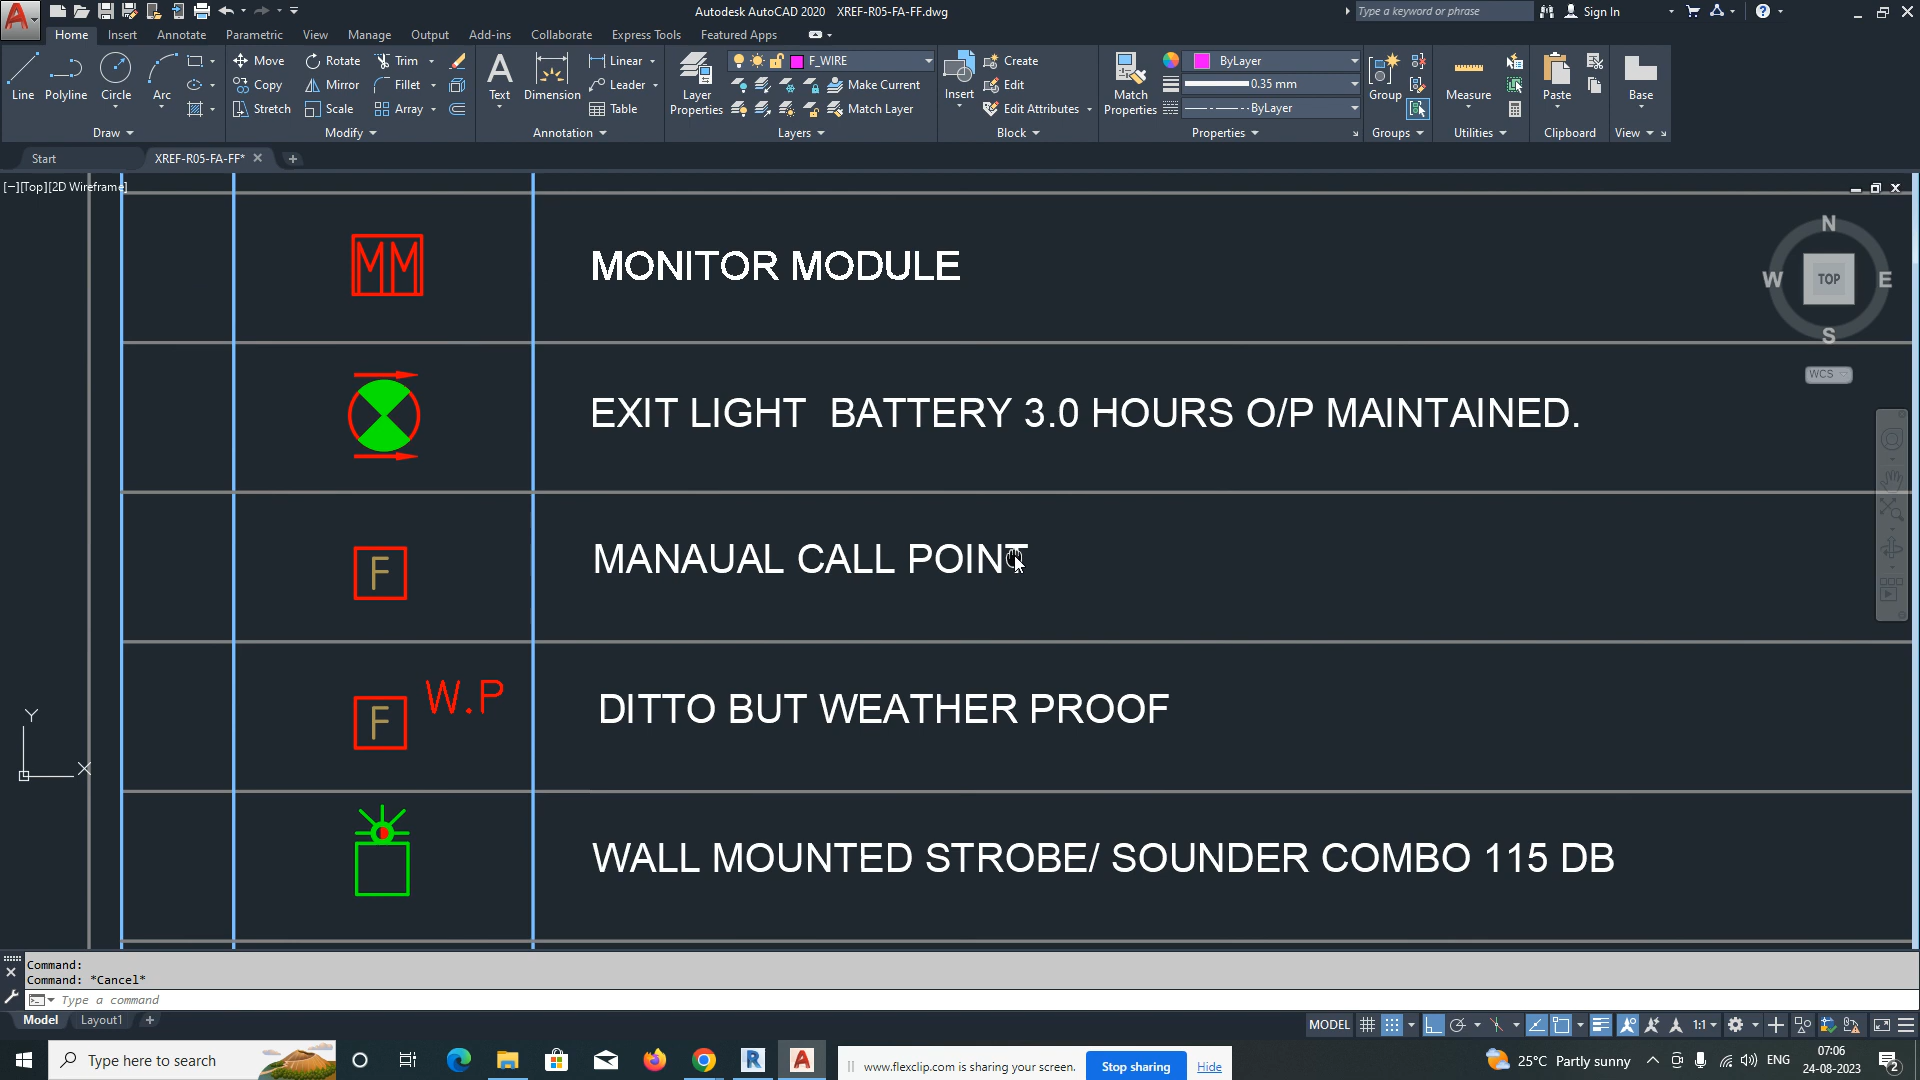 Autodesk AutoCAD 2020 XREF-R05-FA-FF.dwg
Type a keyword or phrase
Sign In
Home Insert Annotate Parametric View Manage Output Add-ins Collaborate Express Tools Featured Apps
Line Polyline Circle Arc
Move Rotate Trim
Copy Mirror Fillet
Stretch Scale Array
Text Dimension
Linear
Leader
Table
Layer Properties
F_WIRE
Make Current
Match Layer
Insert
Create
Edit
Edit Attributes
Match Properties
ByLayer
0.35 mm
ByLayer
Group
Measure
Paste
Base
Draw Modify Annotation Layers Block Properties Groups Utilities Clipboard View
Start XREF-R05-FA-FF*
[−][Top][2D Wireframe]
N
W TOP E
S
WCS
MM MONITOR MODULE
EXIT LIGHT BATTERY 3.0 HOURS O/P MAINTAINED.
F MANAUAL CALL POINT
F W.P DITTO BUT WEATHER PROOF
WALL MOUNTED STROBE/ SOUNDER COMBO 115 DB
Y
X
Command:
Command: *Cancel*
Type a command
Model Layout1
MODEL 1:1
Type here to search
www.flexclip.com is sharing your screen. Stop sharing Hide
25°C Partly sunny ENG
07:06
24-08-2023
2